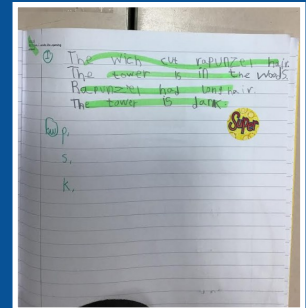 The wich cut rapunzel hair
The tower is in the woods.
Rapunzel had long hair.
The tower is dark
Super
p.
s.
k.